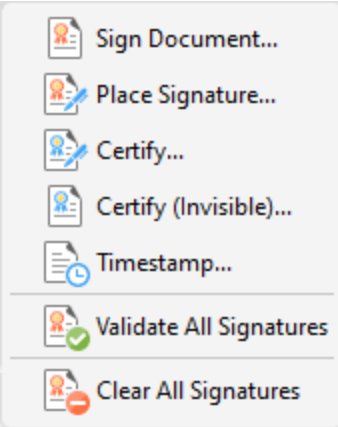 Sign Document...
Place Signature...
Certify...
Certify (Invisible)...
Timestamp...
Validate All Signatures
Clear All Signatures